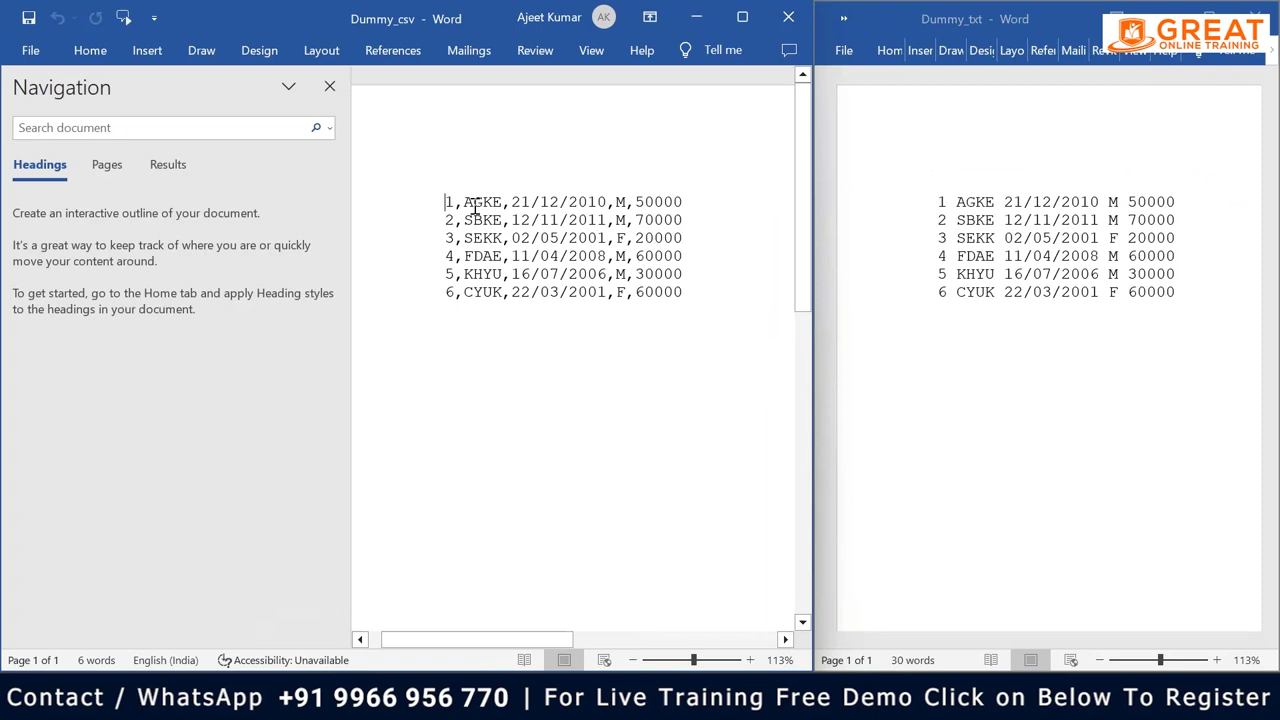 Dummy_csv – Word
Ajeet Kumar
AK
File
Home
Insert
Draw
Design
Layout
References
Mailings
Review
View
Help
Tell me
Navigation
Search document
Headings
Pages
Results
Create an interactive outline of your document.
It's a great way to keep track of where you are or quickly
move your content around.
To get started, go to the Home tab and apply Heading styles
to the headings in your document.
1,AGKE,21/12/2010,M,50000
2,SBKE,12/11/2011,M,70000
3,SEKK,02/05/2001,F,20000
4,FDAE,11/04/2008,M,60000
5,KHYU,16/07/2006,M,30000
6,CYUK,22/03/2001,F,60000
Page 1 of 1
6 words
English (India)
Accessibility: Unavailable
113%
Dummy_txt – Word
GREAT
ONLINE TRAINING
File
Hom
Inser
Draw
Desig
Layo
Refer
Maili
1 AGKE 21/12/2010 M 50000
2 SBKE 12/11/2011 M 70000
3 SEKK 02/05/2001 F 20000
4 FDAE 11/04/2008 M 60000
5 KHYU 16/07/2006 M 30000
6 CYUK 22/03/2001 F 60000
Page 1 of 1
30 words
113%
Contact / WhatsApp +91 9966 956 770 | For Live Training Free Demo Click on Below To Register